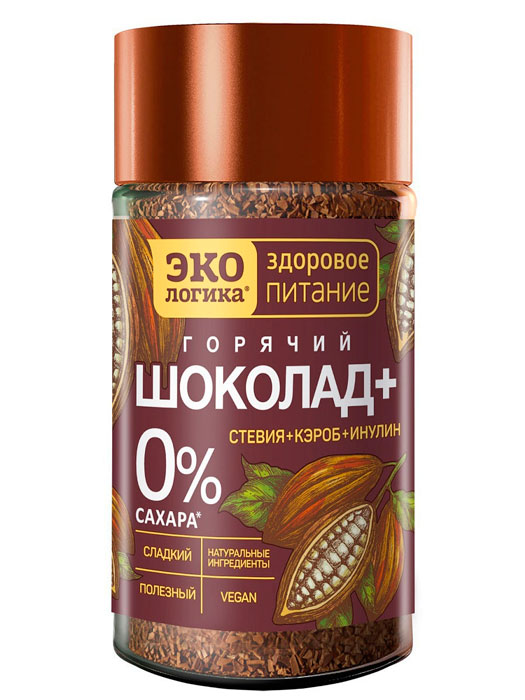 ЭКО
ЛОГИКА®
здоровое
питание
ГОРЯЧИЙ
ШОКОЛАД+
СТЕВИЯ+КЭРОБ+ИНУЛИН
0%
САХАРА*
СЛАДКИЙ
НАТУРАЛЬНЫЕ
ИНГРЕДИЕНТЫ
ПОЛЕЗНЫЙ
VEGAN